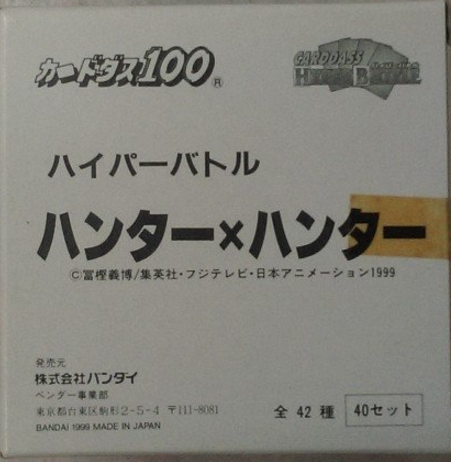 カードダス100®
CARDDASS
HYPER BATTLE
ハイパーバトル
ハンター×ハンター
©冨樫義博/集英社・フジテレビ・日本アニメーション1999
発売元
株式会社バンダイ
ベンダー事業部
東京都台東区駒形2-5-4 〒111-8081
BANDAI 1999 MADE IN JAPAN
全 42 種
40セット